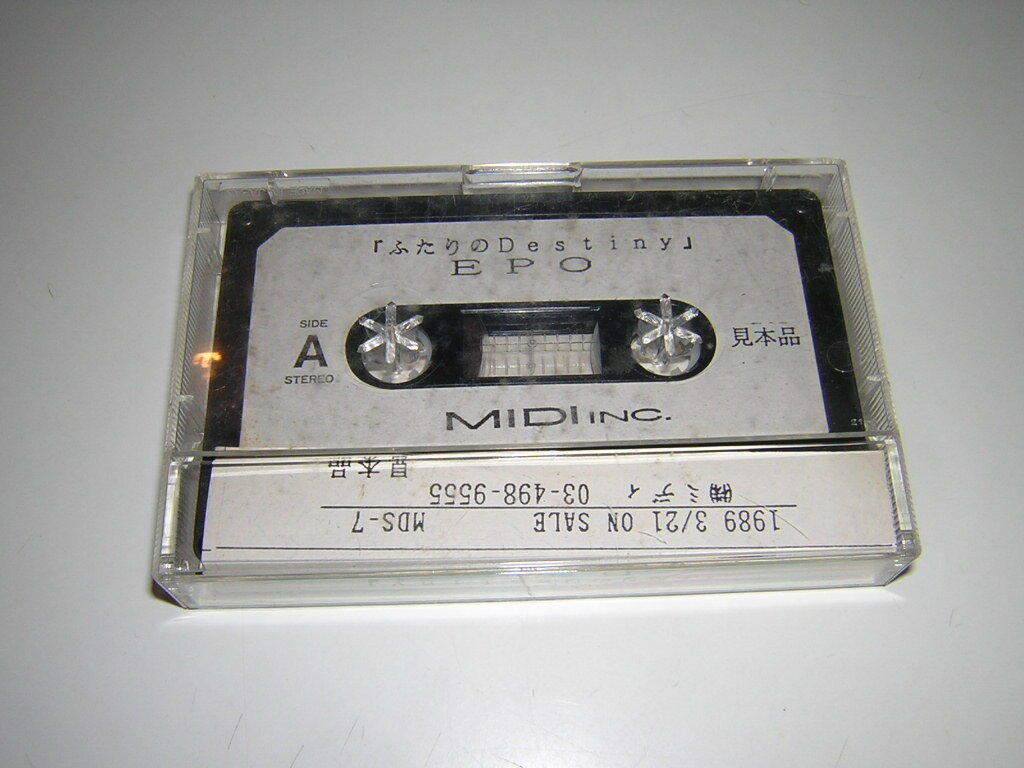 「ふたりのDestiny」
EPO
SIDE
A
STEREO
見本品
MIDI INC.
1989 3/21 ON SALE MDS-7
㈱ミディ 03-498-9555
見本品